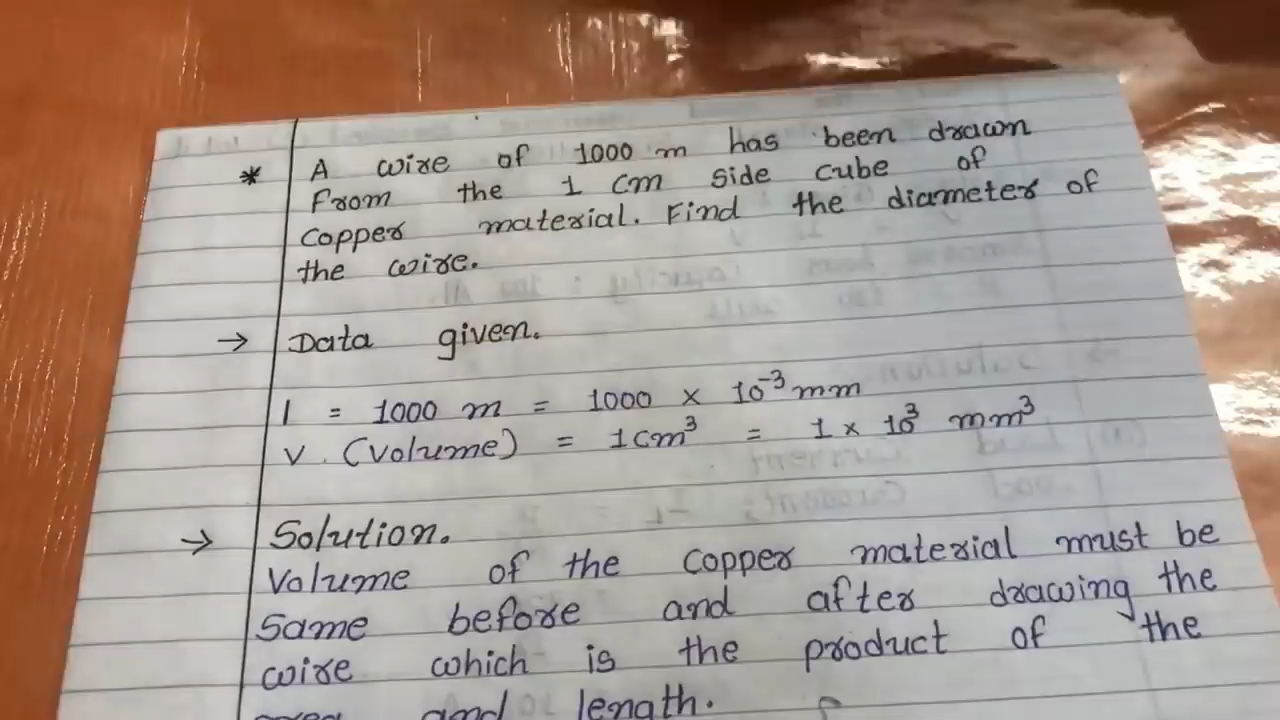 * A wire of 1000 m has been drawn
from the 1 cm side cube of
copper material. Find the diameter of
the wire.
→ Data given.
l = 1000 m = 1000 × 10⁻³ mm
V. (Volume) = 1cm³ = 1 × 10³ mm³
→ Solution.
Volume of the copper material must be
same before and after drawing the
wire which is the product of the
and length.